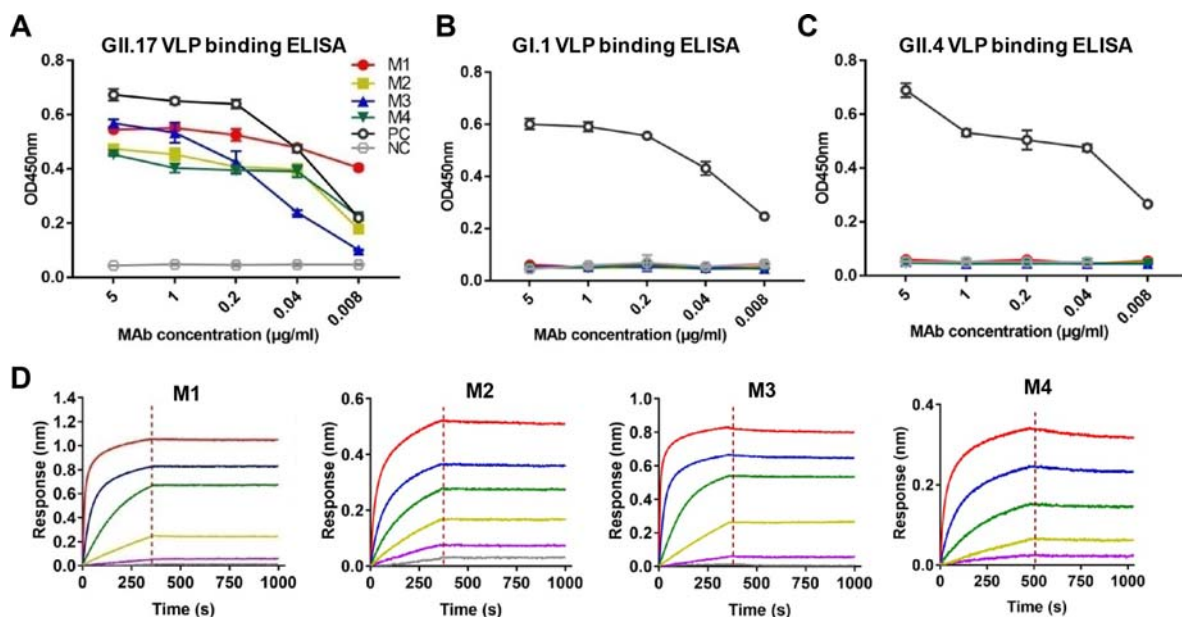 A
GII.17 VLP binding ELISA
0.8
0.6
0.4
0.2
0.0
OD450nm
5
1
0.2
0.04
0.008
MAb concentration (µg/ml)
M1
M2
M3
M4
PC
NC
B
GI.1 VLP binding ELISA
0.8
0.6
0.4
0.2
0.0
OD450nm
5
1
0.2
0.04
0.008
MAb concentration (µg/ml)
C
GII.4 VLP binding ELISA
0.8
0.6
0.4
0.2
0.0
OD450nm
5
1
0.2
0.04
0.008
MAb concentration (µg/ml)
D
M1
1.4
1.2
1.0
0.8
0.6
0.4
0.2
0.0
Response (nm)
0 250 500 750 1000
Time (s)
M2
0.6
0.4
0.2
0.0
Response (nm)
0 250 500 750 1000
Time (s)
M3
1.0
0.8
0.6
0.4
0.2
0.0
Response (nm)
0 250 500 750 1000
Time (s)
M4
0.4
0.2
0.0
Response (nm)
0 250 500 750 1000
Time (s)